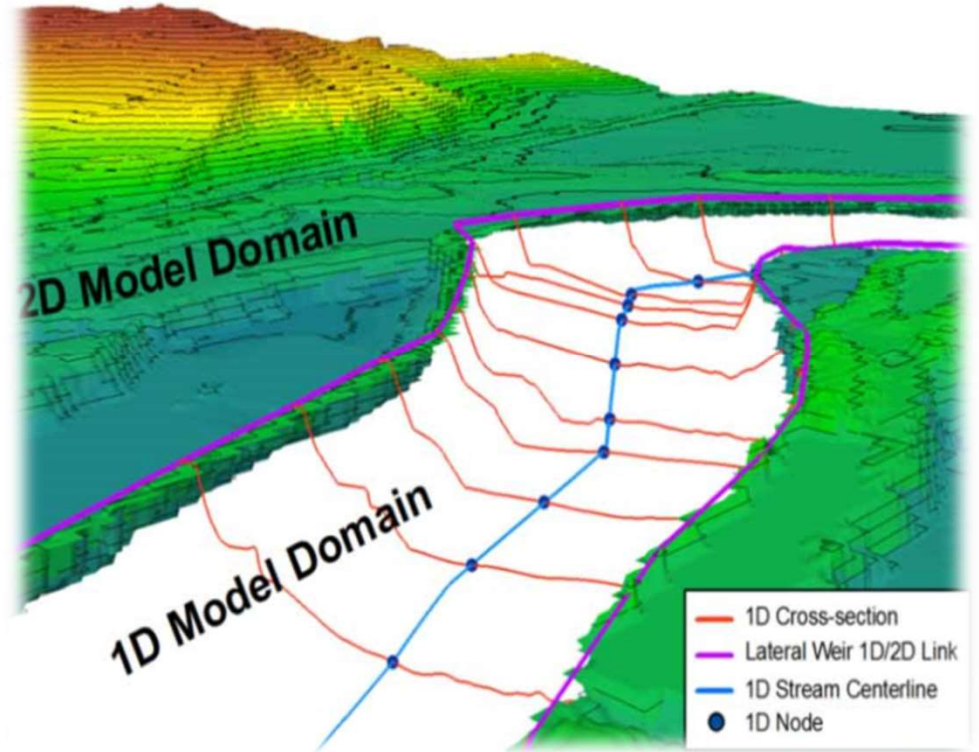 2D Model Domain
1D Model Domain
1D Cross-section
Lateral Weir 1D/2D Link
1D Stream Centerline
1D Node